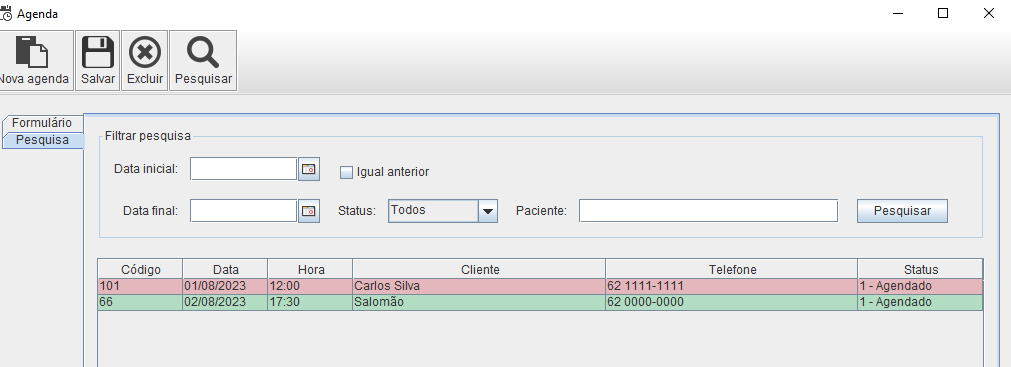 Agenda
Nova agenda Salvar Excluir Pesquisar
Formulário
Pesquisa
Filtrar pesquisa
Data inicial: Igual anterior
Data final: Status: Todos Paciente: Pesquisar
Código Data Hora Cliente Telefone Status
101 01/08/2023 12:00 Carlos Silva 62 1111-1111 1 - Agendado
66 02/08/2023 17:30 Salomão 62 0000-0000 1 - Agendado